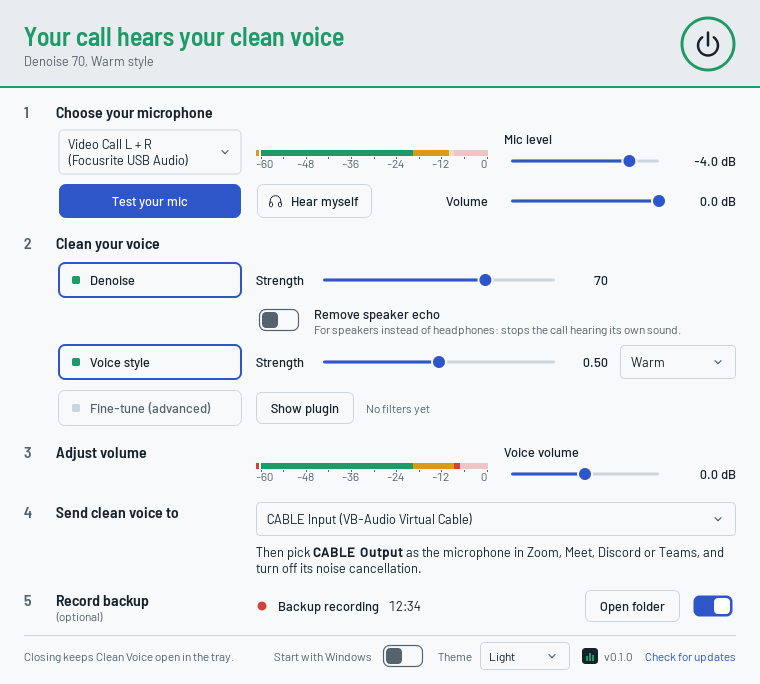 Your call hears your clean voice
Denoise 70, Warm style
1 Choose your microphone
Video Call L + R
(Focusrite USB Audio)
-60 -48 -36 -24 -12 0
Mic level
-4.0 dB
Test your mic
Hear myself
Volume
0.0 dB
2 Clean your voice
Denoise
Strength
70
Remove speaker echo
For speakers instead of headphones: stops the call hearing its own sound.
Voice style
Strength
0.50
Warm
Fine-tune (advanced)
Show plugin
No filters yet
3 Adjust volume
-60 -48 -36 -24 -12 0
Voice volume
0.0 dB
4 Send clean voice to
CABLE Input (VB-Audio Virtual Cable)
Then pick CABLE Output as the microphone in Zoom, Meet, Discord or Teams, and
turn off its noise cancellation.
5 Record backup
(optional)
Backup recording 12:34
Open folder
Closing keeps Clean Voice open in the tray.
Start with Windows
Theme
Light
v0.1.0
Check for updates